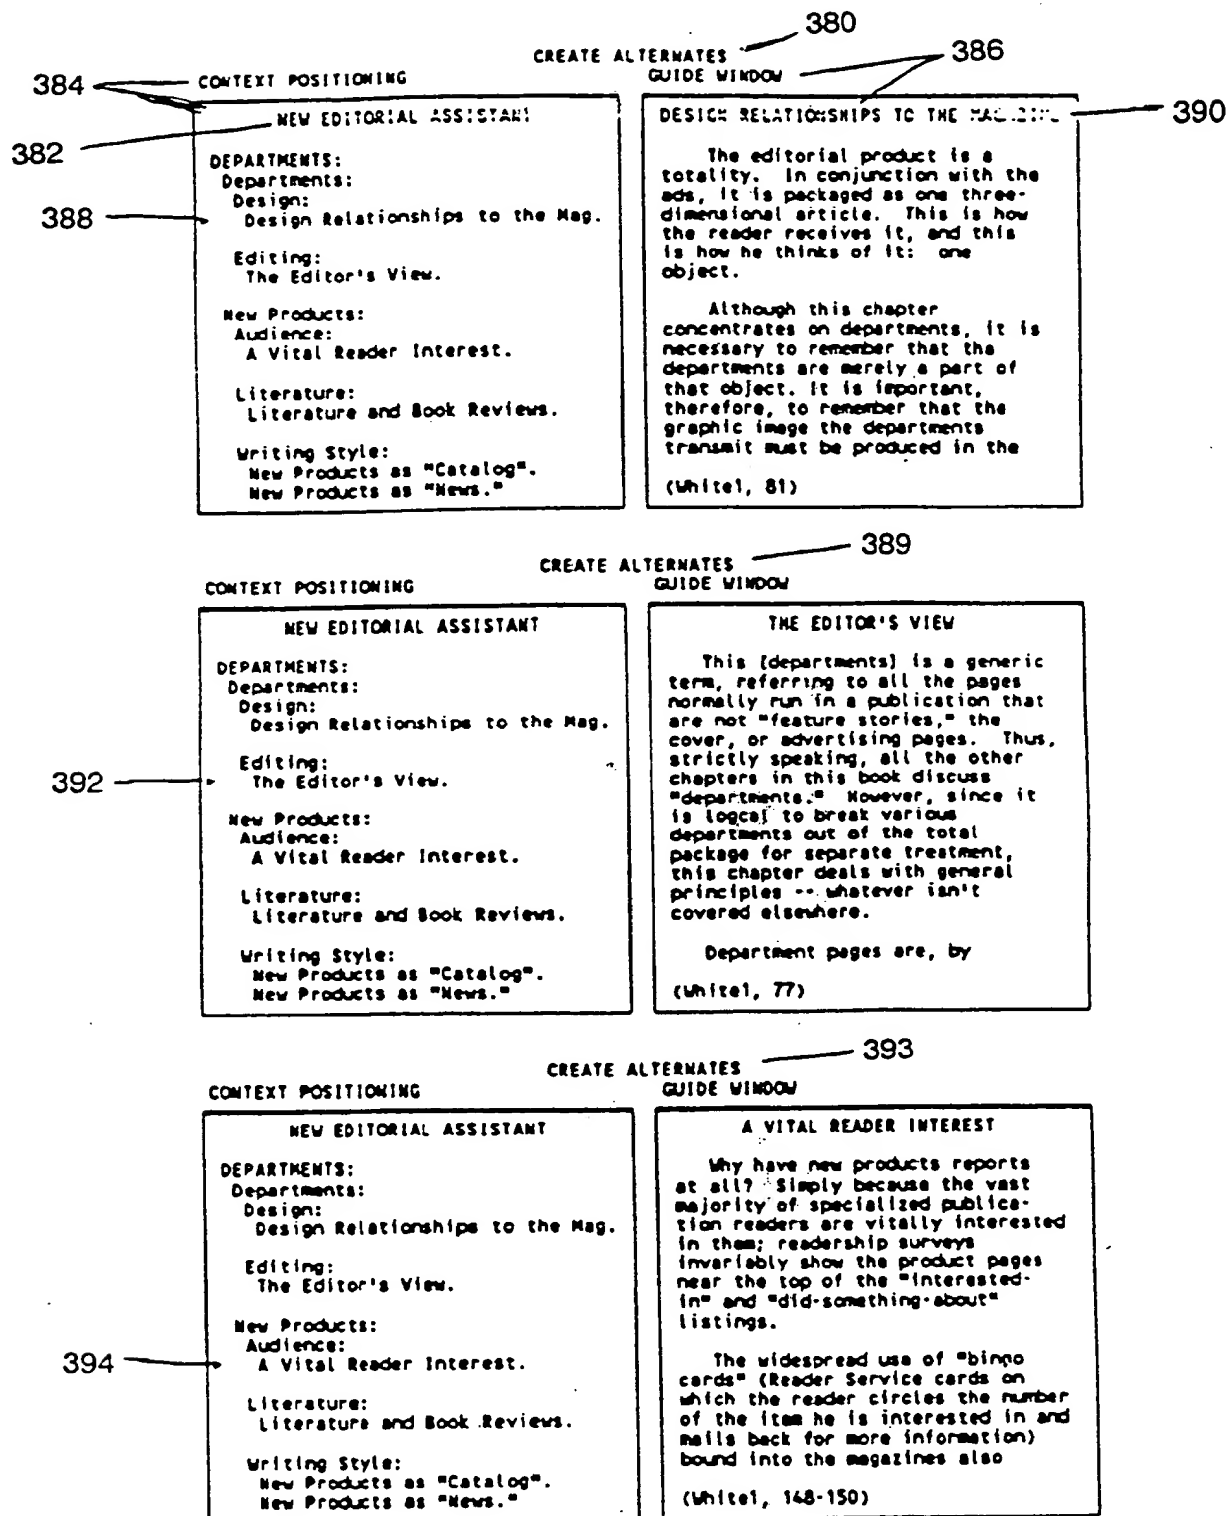 380
CREATE ALTERNATES
386
384
CONTEXT POSITIONING
GUIDE WINDOW
NEW EDITORIAL ASSISTANT
382
DEPARTMENTS:
Departments:
Design:
388
Design Relationships to the Mag.
Editing:
The Editor's View.
New Products:
Audience:
A Vital Reader Interest.
Literature:
Literature and Book Reviews.
Writing Style:
New Products as "Catalog".
New Products as "News."
DESIGN RELATIONSHIPS TO THE MAGAZINE
390
The editorial product is a
totality. In conjunction with the
ads, it is packaged as one three-
dimensional article. This is how
the reader receives it, and this
is how he thinks of it: one
object.
Although this chapter
concentrates on departments, it is
necessary to remember that the
departments are merely a part of
that object. It is important,
therefore, to remember that the
graphic image the departments
transmit must be produced in the
(White1, 81)
389
CREATE ALTERNATES
CONTEXT POSITIONING
GUIDE WINDOW
NEW EDITORIAL ASSISTANT
DEPARTMENTS:
Departments:
Design:
Design Relationships to the Mag.
Editing:
392
The Editor's View.
New Products:
Audience:
A Vital Reader Interest.
Literature:
Literature and Book Reviews.
Writing Style:
New Products as "Catalog".
New Products as "News."
THE EDITOR'S VIEW
This [departments] is a generic
term, referring to all the pages
normally run in a publication that
are not "feature stories," the
cover, or advertising pages. Thus,
strictly speaking, all the other
chapters in this book discuss
"departments." However, since it
is logcal to break various
departments out of the total
package for separate treatment,
this chapter deals with general
principles -- whatever isn't
covered elsewhere.
Department pages are, by
(White1, 77)
393
CREATE ALTERNATES
CONTEXT POSITIONING
GUIDE WINDOW
NEW EDITORIAL ASSISTANT
DEPARTMENTS:
Departments:
Design:
Design Relationships to the Mag.
Editing:
The Editor's View.
New Products:
Audience:
394
A Vital Reader Interest.
Literature:
Literature and Book Reviews.
Writing Style:
New Products as "Catalog".
New Products as "News."
A VITAL READER INTEREST
Why have new products reports
at all? Simply because the vast
majority of specialized publica-
tion readers are vitally interested
in them; readership surveys
invariably show the product pages
near the top of the "interested-
in" and "did-something-about"
listings.
The widespread use of "bingo
cards" (Reader Service cards on
which the reader circles the number
of the item he is interested in and
mails back for more information)
bound into the magazines also
(White1, 148-150)